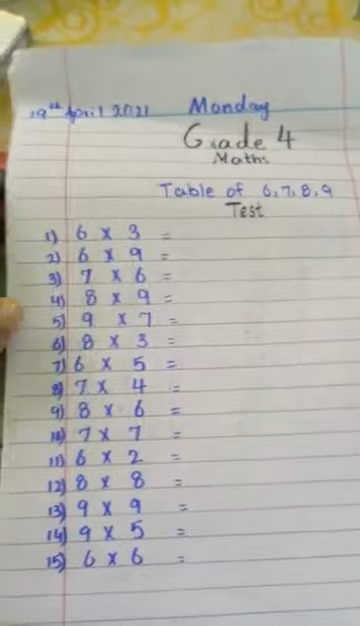 19th April 2021 Monday
Grade 4
Maths
Table of 6,7,8,9
Test
1) 6 x 3 =
2) 6 x 9 =
3) 7 x 6 =
4) 8 x 9 =
5) 9 x 7 =
6) 8 x 3 =
7) 6 x 5 =
8) 7 x 4 =
9) 8 x 6 =
10) 7 x 7 =
11) 6 x 2 =
12) 8 x 8 =
13) 9 x 9 =
14) 9 x 5 =
15) 6 x 6 =